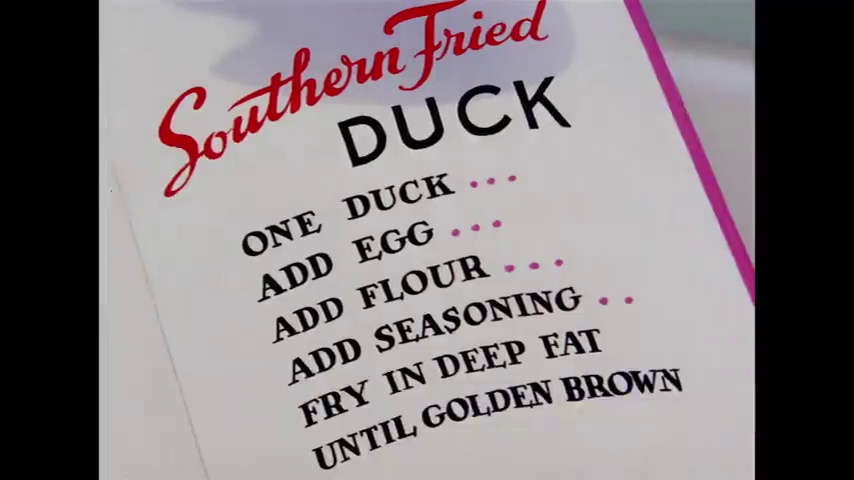 Southern Fried
DUCK
ONE DUCK...
ADD EGG...
ADD FLOUR...
ADD SEASONING..
FRY IN DEEP FAT
UNTIL GOLDEN BROWN